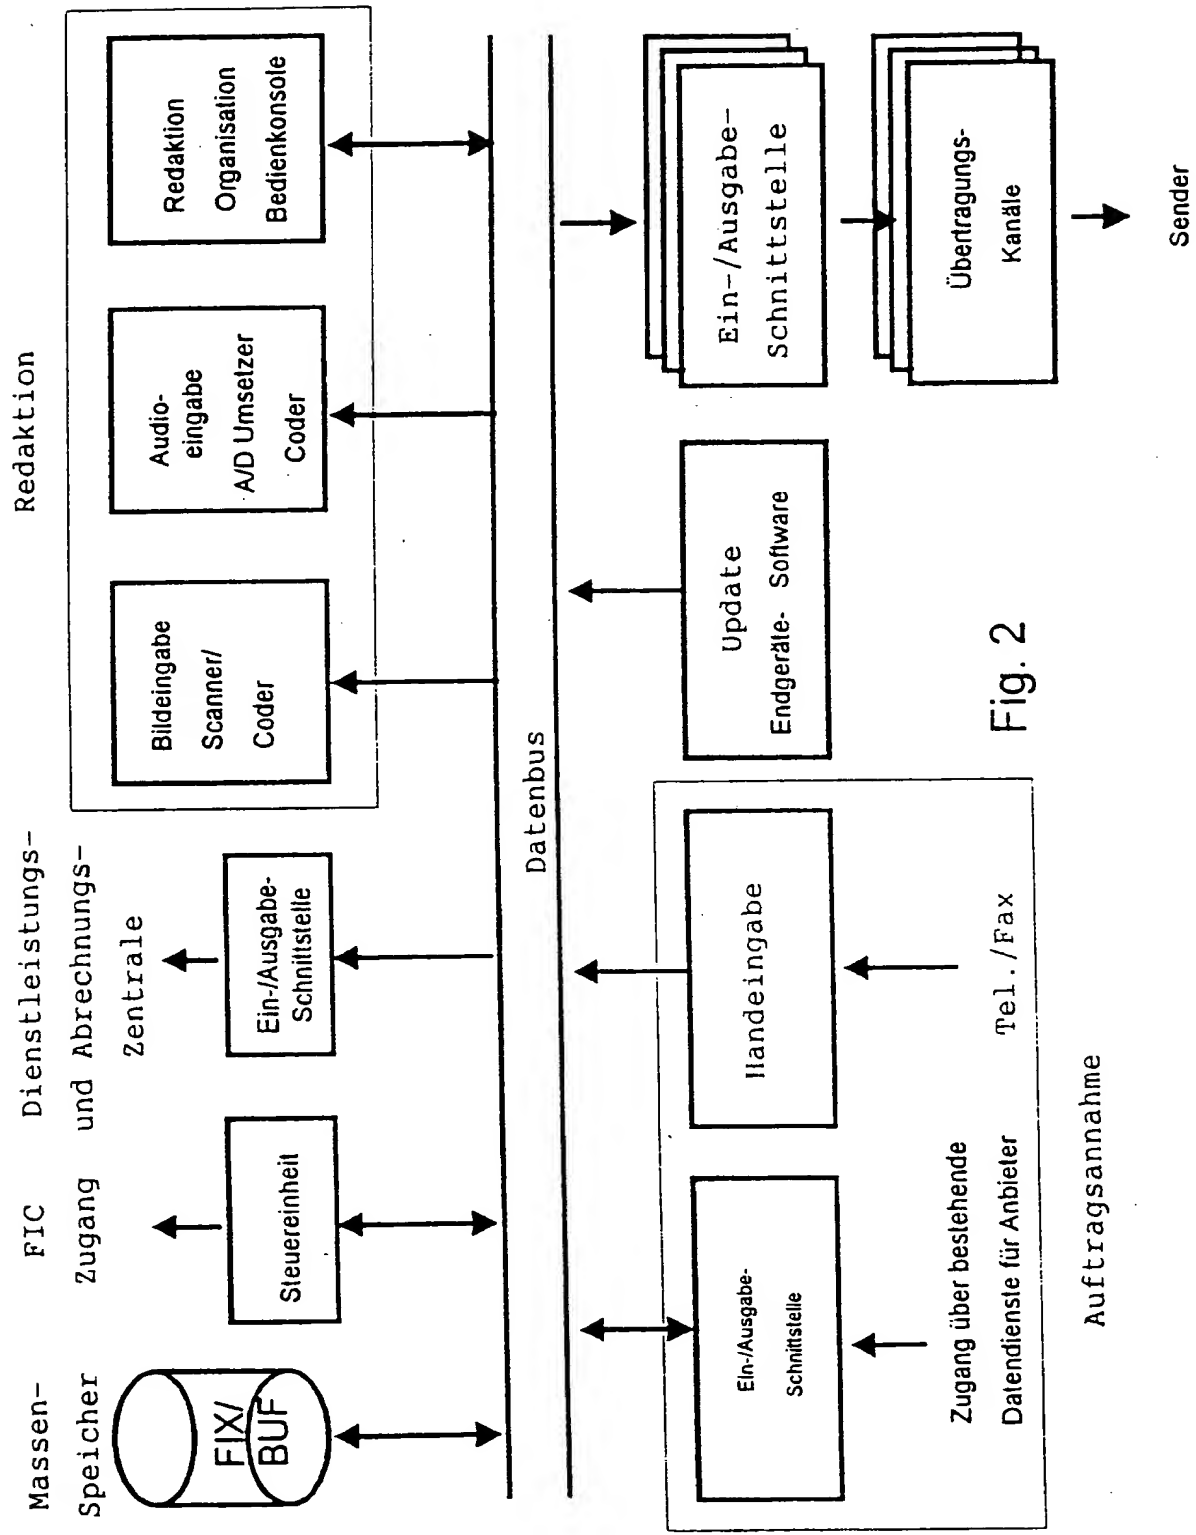 Massen-
Speicher
FIX/
BUF
FIC
Zugang
Steuereinheit
Dienstleistungs-
und Abrechnungs-
Zentrale
Ein-/Ausgabe-
Schnittstelle
Redaktion
Bildeingabe
Scanner/
Coder
Audio-
eingabe
A/D Umsetzer
Coder
Redaktion
Organisation
Bedienkonsole
Datenbus
Ein-/Ausgabe-
Schnittstelle
Zugang über bestehende
Datendienste für Anbieter
Handeingabe
Tel./Fax
Auftragsannahme
Update
Endgeräte- Software
Ein-/Ausgabe-
Schnittstelle
Übertragungs-
Kanäle
Sender
Fig. 2